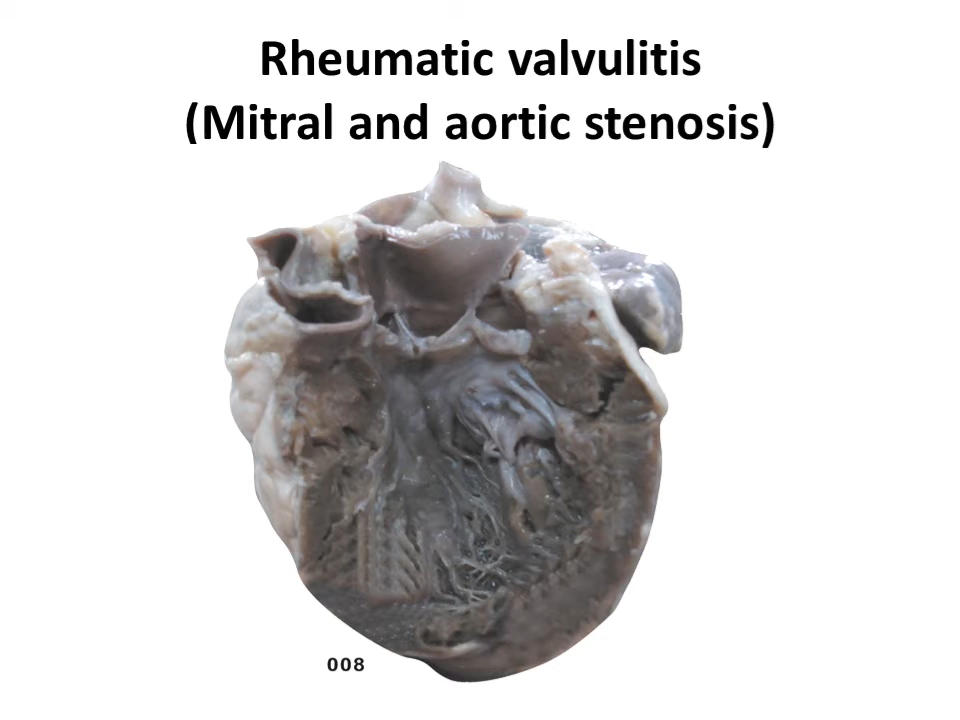 Rheumatic valvulitis
(Mitral and aortic stenosis)
008